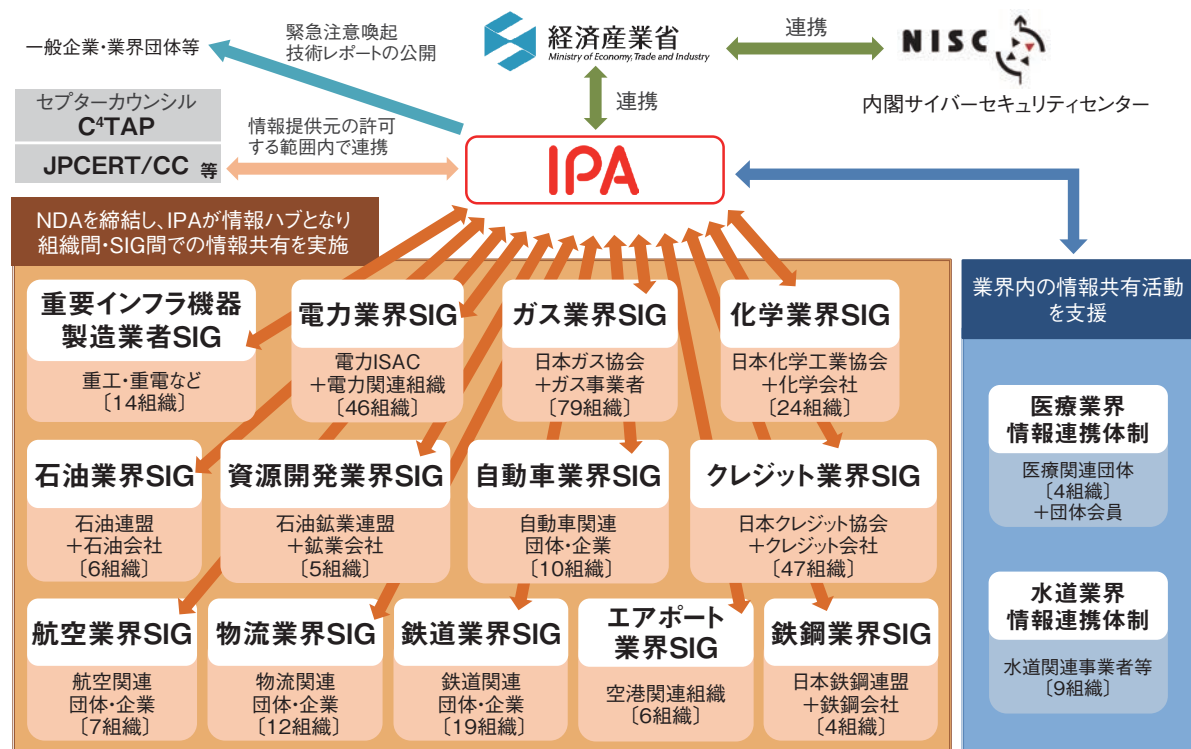 一般企業・業界団体等
緊急注意喚起
技術レポートの公開
経済産業省
Ministry of Economy, Trade and Industry
連携
NISC
内閣サイバーセキュリティセンター
連携
セプターカウンシル
C⁴TAP
JPCERT/CC 等
情報提供元の許可
する範囲内で連携
IPA
NDAを締結し、IPAが情報ハブとなり
組織間・SIG間での情報共有を実施
重要インフラ機器
製造業者SIG
重工・重電など
〔14組織〕
電力業界SIG
電力ISAC
＋電力関連組織
〔46組織〕
ガス業界SIG
日本ガス協会
＋ガス事業者
〔79組織〕
化学業界SIG
日本化学工業協会
＋化学会社
〔24組織〕
石油業界SIG
石油連盟
＋石油会社
〔6組織〕
資源開発業界SIG
石油鉱業連盟
＋鉱業会社
〔5組織〕
自動車業界SIG
自動車関連
団体・企業
〔10組織〕
クレジット業界SIG
日本クレジット協会
＋クレジット会社
〔47組織〕
航空業界SIG
航空関連
団体・企業
〔7組織〕
物流業界SIG
物流関連
団体・企業
〔12組織〕
鉄道業界SIG
鉄道関連
団体・企業
〔19組織〕
エアポート
業界SIG
空港関連組織
〔6組織〕
鉄鋼業界SIG
日本鉄鋼連盟
＋鉄鋼会社
〔4組織〕
業界内の情報共有活動
を支援
医療業界
情報連携体制
医療関連団体
〔4組織〕
＋団体会員
水道業界
情報連携体制
水道関連事業者等
〔9組織〕